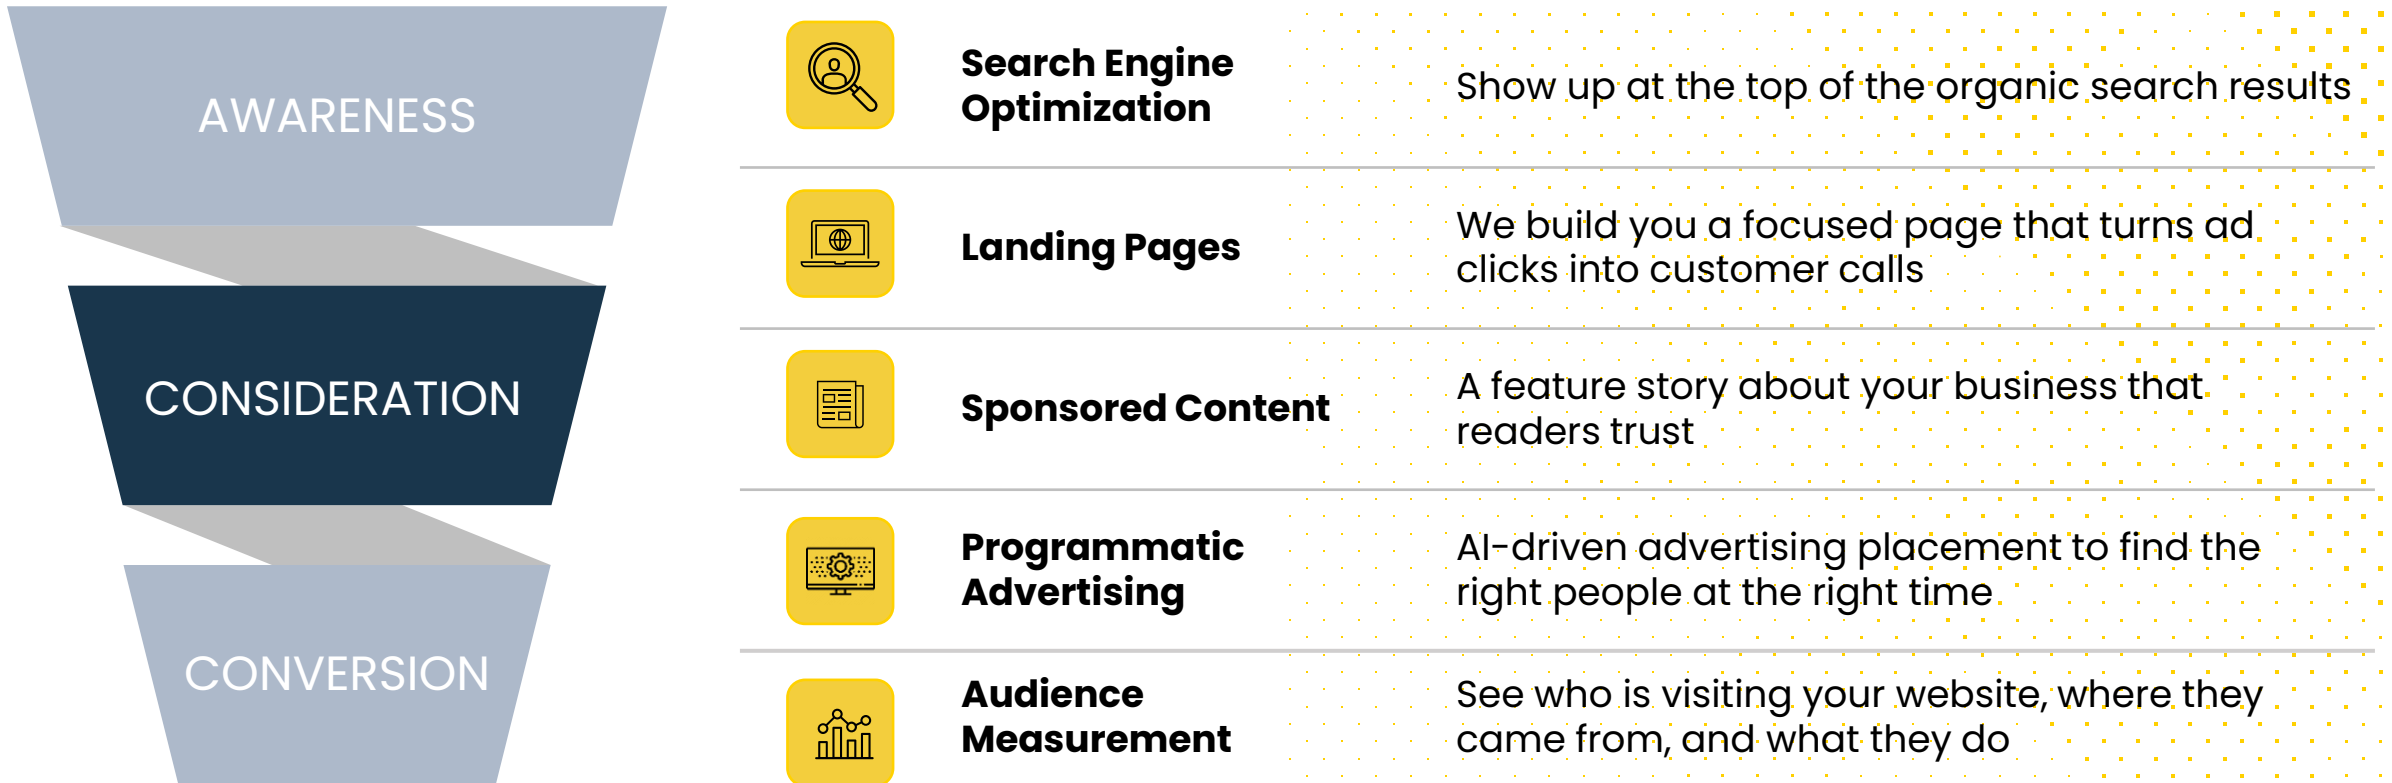 AWARENESS
CONSIDERATION
CONVERSION
Search Engine
Optimization
Show up at the top of the organic search results
Landing Pages
We build you a focused page that turns ad
clicks into customer calls
Sponsored Content
A feature story about your business that
readers trust
Programmatic
Advertising
AI-driven advertising placement to find the
right people at the right time
Audience
Measurement
See who is visiting your website, where they
came from, and what they do